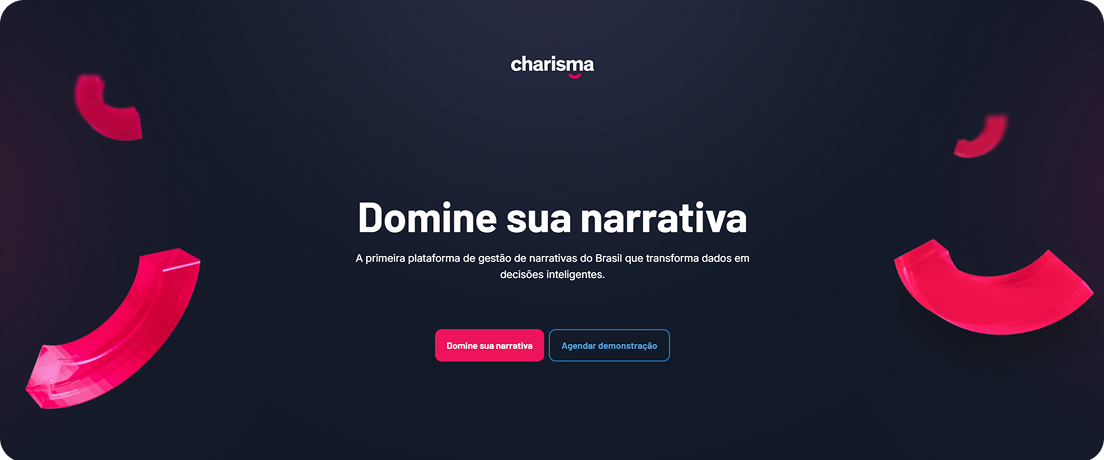 charisma
Domine sua narrativa
A primeira plataforma de gestão de narrativas do Brasil que transforma dados em
decisões inteligentes.
Domine sua narrativa
Agendar demonstração